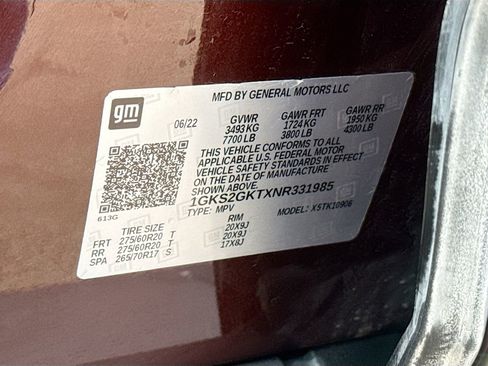 gm
MFD BY GENERAL MOTORS LLC
06/22 GVWR GAWR FRT GAWR RR
3493 KG 1724 KG 1950 KG
7700 LB 3800 LB 4300 LB
THIS VEHICLE CONFORMS TO ALL
APPLICABLE U.S. FEDERAL MOTOR
VEHICLE SAFETY STANDARDS IN EFFECT
ON THE DATE OF MANUFACTURE
SHOWN ABOVE.
1GKS2GKTXNR331985
613G TYPE: MPV MODEL: X5TK10906
TIRE SIZE RIM
FRT 275/60R20 T 20X9J
RR 275/60R20 T 20X9J
SPA 265/70R17 S 17X8J